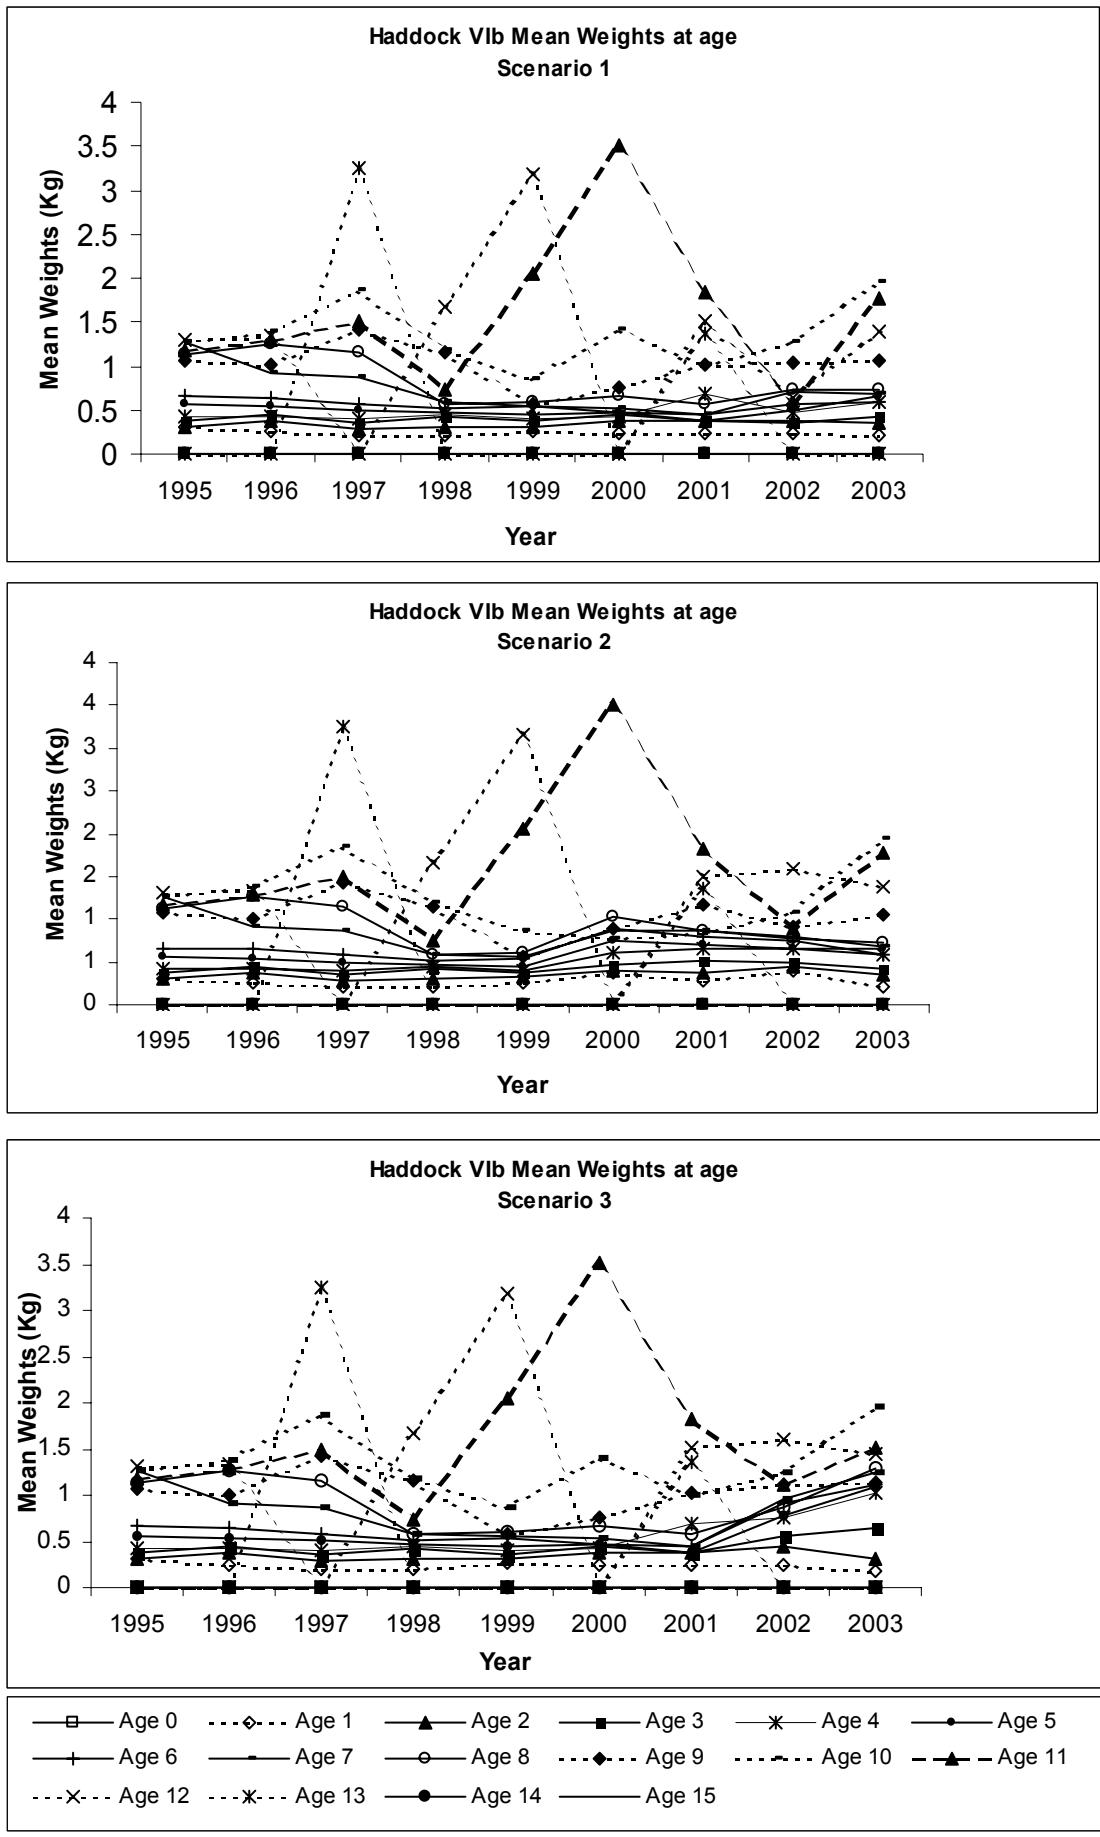 Haddock VIb Mean Weights at age
Scenario 1
Mean Weights (Kg)
4
3.5
3
2.5
2
1.5
1
0.5
0
1995 1996 1997 1998 1999 2000 2001 2002 2003
Year
Haddock VIb Mean Weights at age
Scenario 2
Mean Weights (Kg)
4
4
3
3
2
2
1
1
0
1995 1996 1997 1998 1999 2000 2001 2002 2003
Year
Haddock VIb Mean Weights at age
Scenario 3
Mean Weights (Kg)
4
3.5
3
2.5
2
1.5
1
0.5
0
1995 1996 1997 1998 1999 2000 2001 2002 2003
Year
Age 0 Age 1 Age 2 Age 3 Age 4 Age 5
Age 6 Age 7 Age 8 Age 9 Age 10 Age 11
Age 12 Age 13 Age 14 Age 15